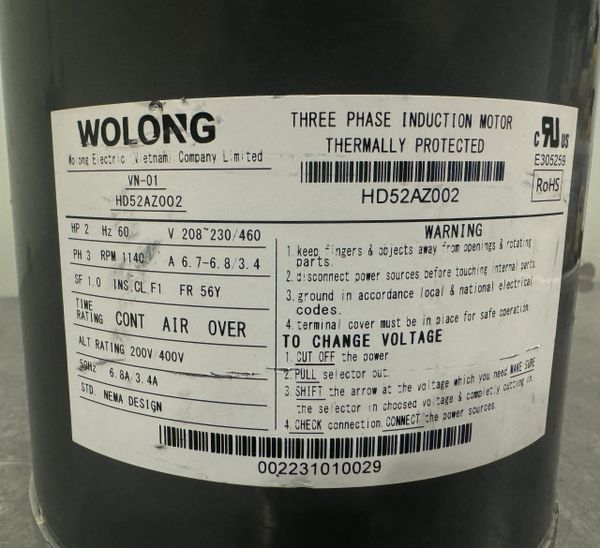 WOLONG
Wolong Electric (Vietnam) Company Limited
VN-01
HD52AZ002
THREE PHASE INDUCTION MOTOR
THERMALLY PROTECTED
HD52AZ002
c RU US
E305259
RoHS
HP 2 Hz 60 V 208~230/460
PH 3 RPM 1140 A 6.7-6.8/3.4
SF 1.0 INS.CL.F1 FR 56Y
TIME RATING CONT AIR OVER
ALT RATING 200V/400V
50Hz 6.8A/3.4A
STD. NEMA DESIGN
WARNING
1. keep fingers & objects away from openings & rotating
parts.
2. disconnect power sources before touching internal parts
3. ground in accordance local & national electrical
codes.
4. terminal cover must be in place for safe operation.
TO CHANGE VOLTAGE
1. CUT OFF the power
2. PULL selector out.
3. SHIFT the arrow at the voltage which you need. MAKE SURE
the selector in choosed voltage & completly cutting in.
4. CHECK connection. CONNECT the power sources.
002231010029